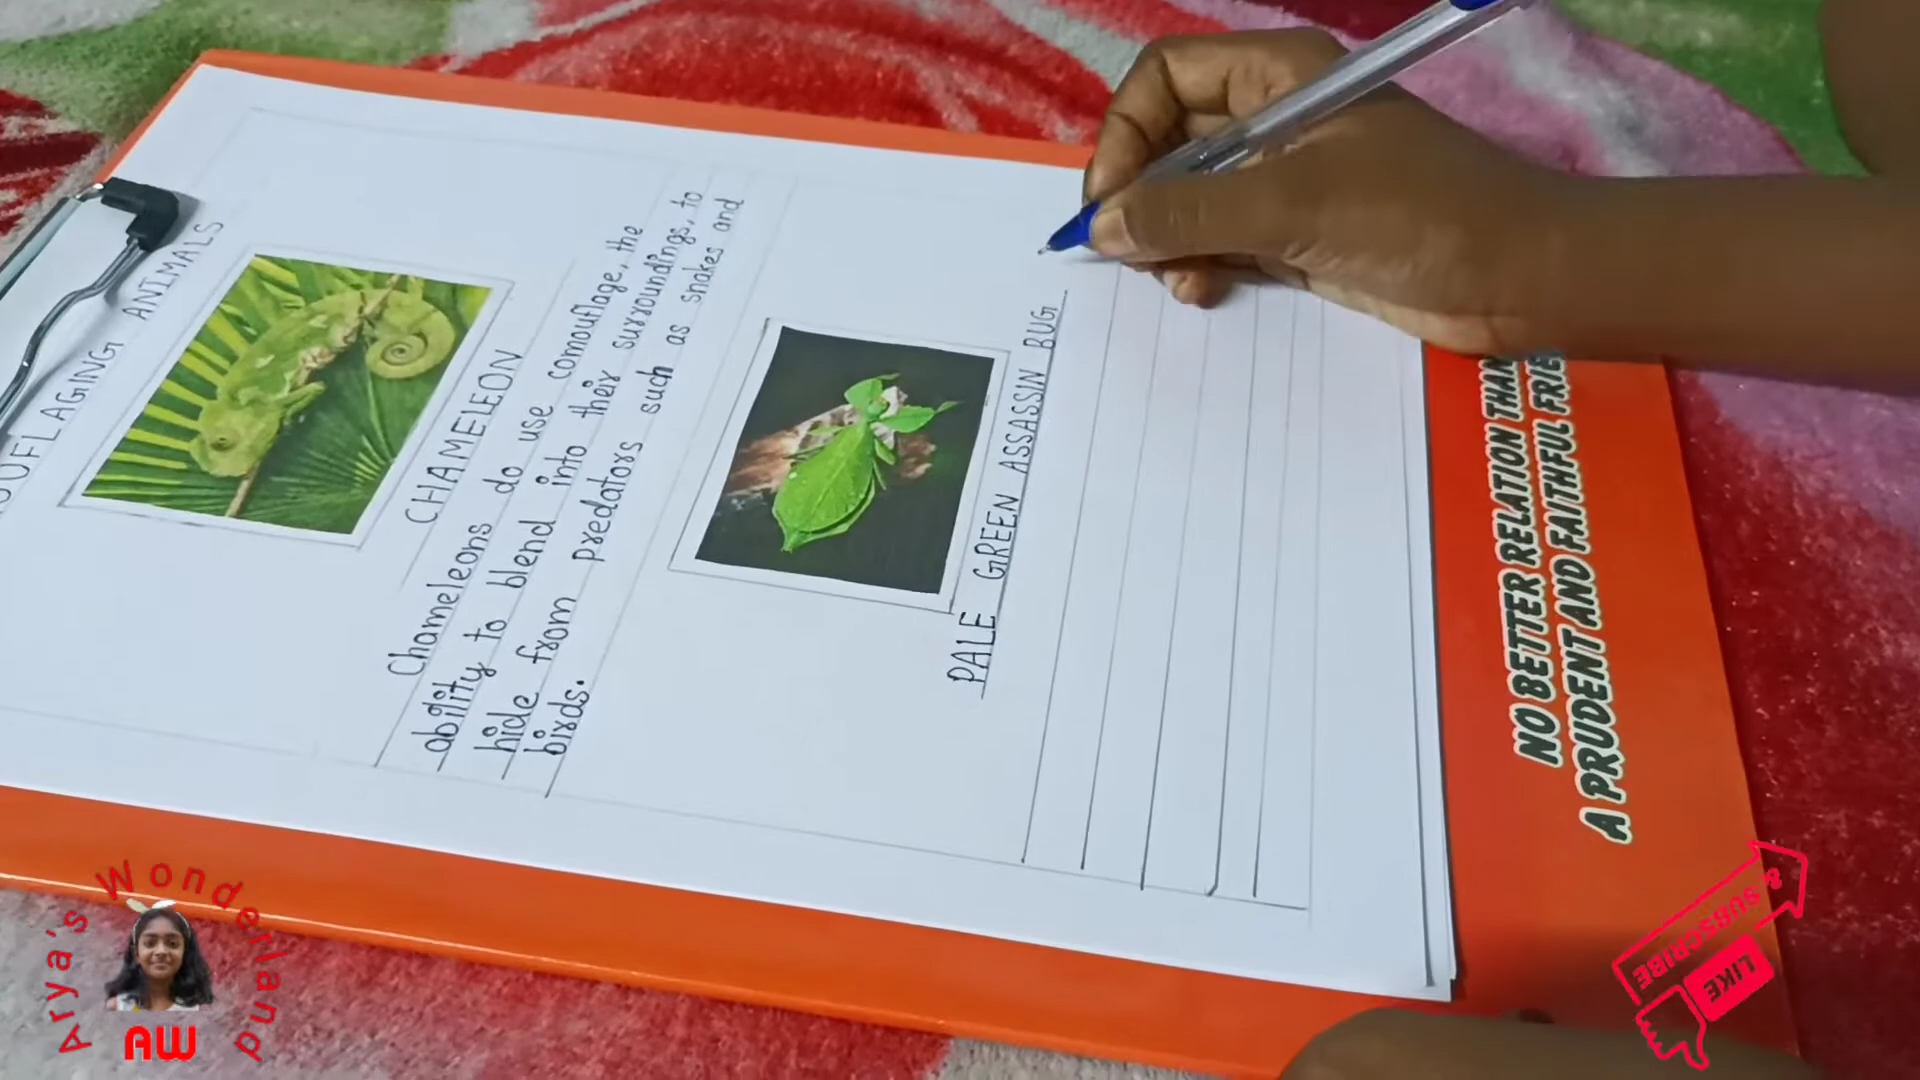 OUFLAGING ANIMALS
CHAMELEON
Chameleons do use comouflage, the
ability to blend into their surroundings, to
hide from predators such as snakes and
birds.
PALE GREEN ASSASSIN BUG
NO BETTER RELATION THAN
A PRUDENT AND FAITHFUL FRIE
Arya's Wonderland
AW
LIKE
& SUBSCRIBE